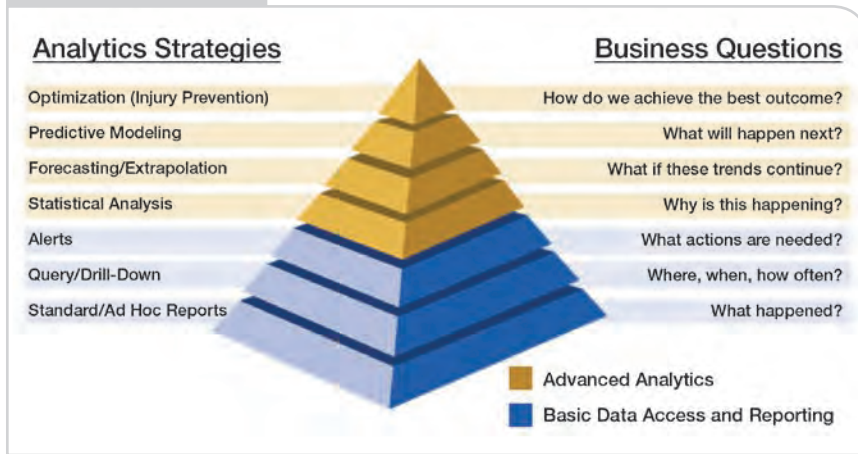 Analytics Strategies
Business Questions
Optimization (Injury Prevention)
How do we achieve the best outcome?
Predictive Modeling
What will happen next?
Forecasting/Extrapolation
What if these trends continue?
Statistical Analysis
Why is this happening?
Alerts
What actions are needed?
Query/Drill-Down
Where, when, how often?
Standard/Ad Hoc Reports
What happened?
Advanced Analytics
Basic Data Access and Reporting